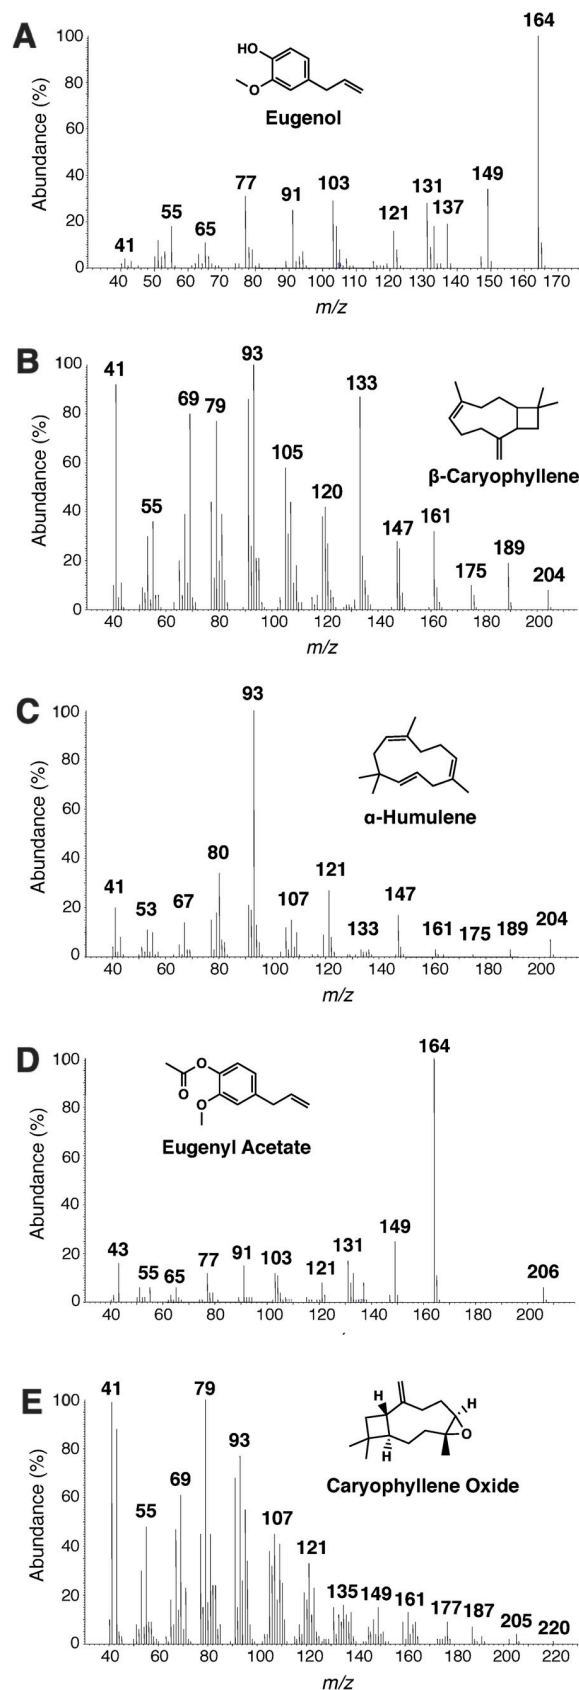 A
164
100
HO
O
Eugenol
80
60
Abundance (%)
40
77
91
103
131
149
55
137
20
41
65
121
0
40 50 60 70 80 90 100 110 120 130 140 150 160 170
m/z
B
93
100
41
133
69
79
80
105
60
β-Caryophyllene
Abundance (%)
120
55
40
147
161
189
20
175
204
0
40 60 80 100 120 140 160 180 200
m/z
C
93
100
80
α-Humulene
60
Abundance (%)
80
40
121
41
107
147
53
67
20
133
161
175
189
204
0
40 60 80 100 120 140 160 180 200
m/z
D
164
100
O
O
O
80
Eugenyl Acetate
60
Abundance (%)
40
149
131
43
91
20
77
103
55
65
121
206
0
40 60 80 100 120 140 160 180 200
E
41
79
100
H
H
H
O
93
80
69
Caryophyllene Oxide
60
55
107
Abundance (%)
40
121
135
149
161
20
177
187
205
220
0
40 60 80 100 120 140 160 180 200 220
m/z